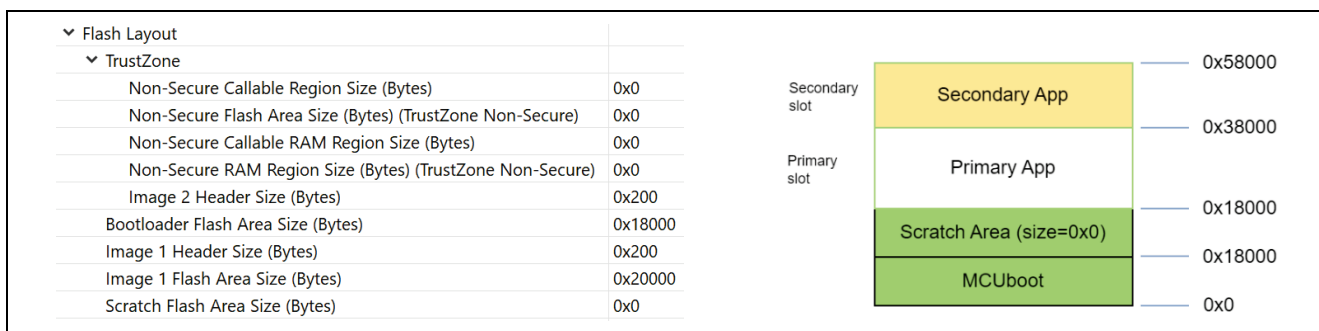 Flash Layout
TrustZone
Non-Secure Callable Region Size (Bytes) 0x0
Non-Secure Flash Area Size (Bytes) (TrustZone Non-Secure) 0x0
Non-Secure Callable RAM Region Size (Bytes) 0x0
Non-Secure RAM Region Size (Bytes) (TrustZone Non-Secure) 0x0
Image 2 Header Size (Bytes) 0x200
Bootloader Flash Area Size (Bytes) 0x18000
Image 1 Header Size (Bytes) 0x200
Image 1 Flash Area Size (Bytes) 0x20000
Scratch Flash Area Size (Bytes) 0x0
0x58000
Secondary
slot
Secondary App
0x38000
Primary
slot
Primary App
0x18000
Scratch Area (size=0x0)
0x18000
MCUboot
0x0